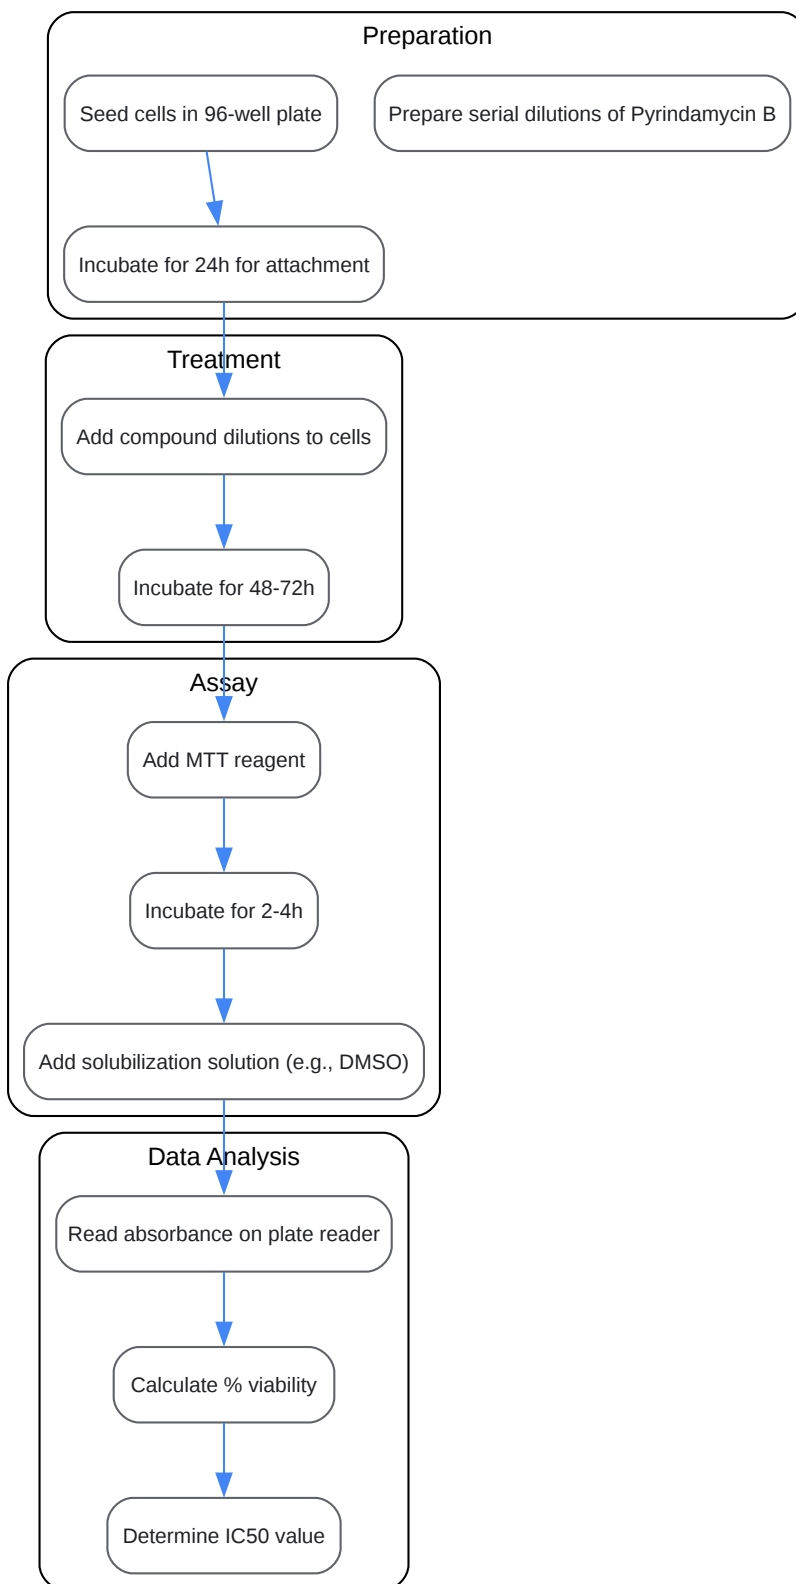 Preparation
Seed cells in 96-well plate
Prepare serial dilutions of Pyrindamycin B
Incubate for 24h for attachment
Treatment
Add compound dilutions to cells
Incubate for 48-72h
Assay
Add MTT reagent
Incubate for 2-4h
Add solubilization solution (e.g., DMSO)
Data Analysis
Read absorbance on plate reader
Calculate % viability
Determine IC50 value